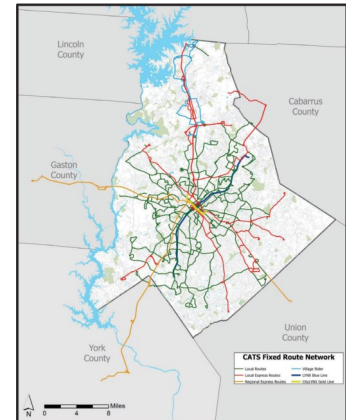 Lincoln
County
Cabarrus
County
Gaston
County
Union
County
York
County
CATS Fixed Route Network
Local Routes
Local Express Routes
Regional Express Routes
Village Rider
LYNX Blue Line
CityLYNX Gold Line
N
0
4
8
Miles